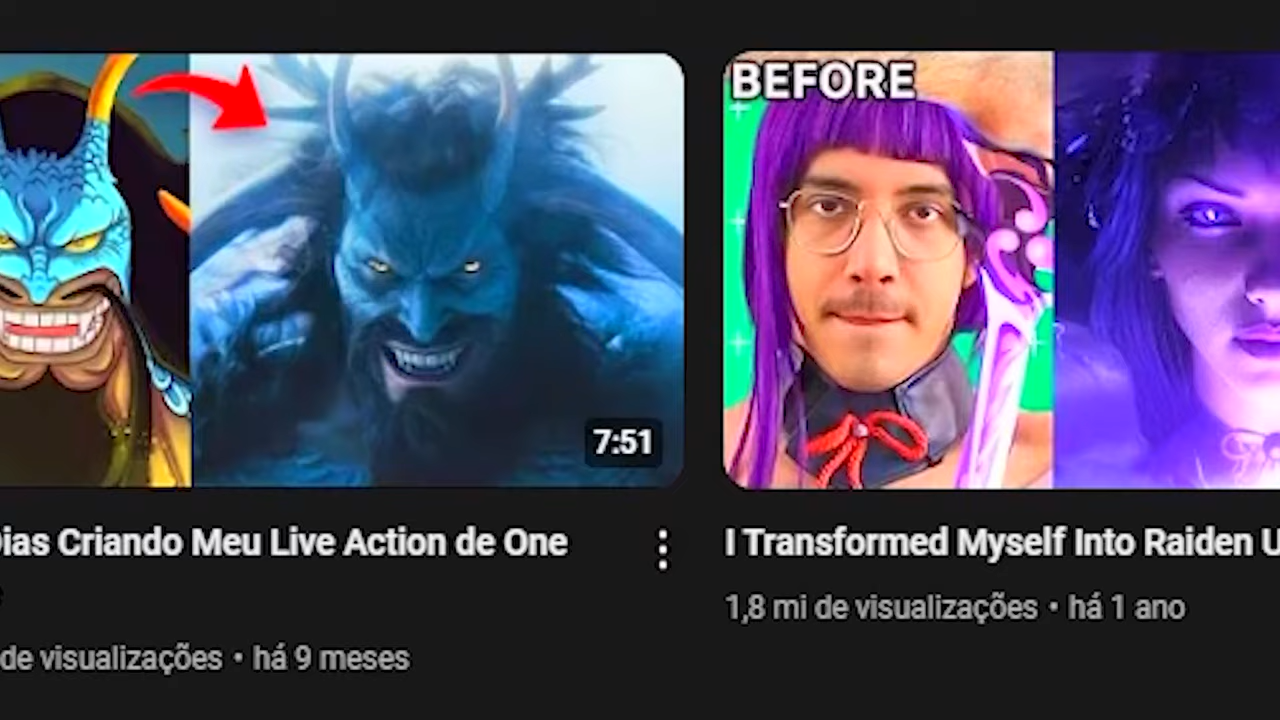 BEFORE
7:51
Dias Criando Meu Live Action de One
I Transformed Myself Into Raiden U
1,8 mi de visualizações • há 1 ano
de visualizações • há 9 meses